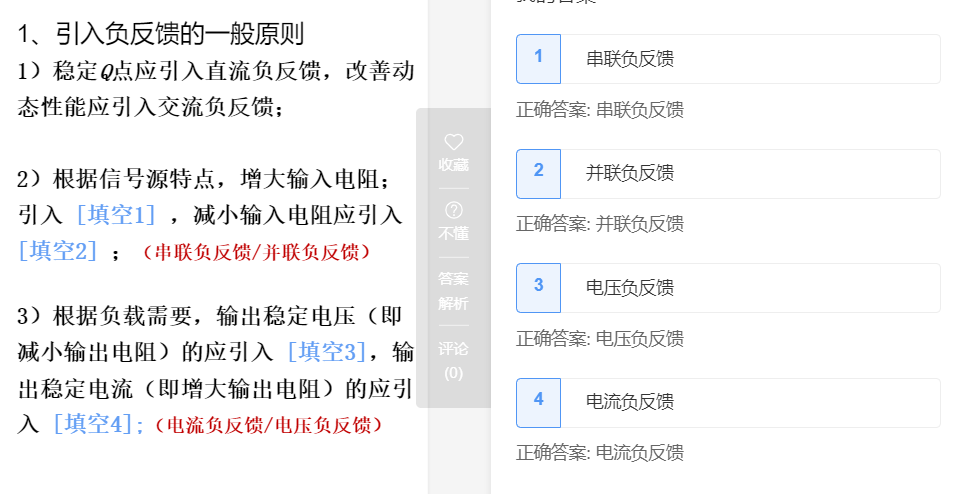 1、引入负反馈的一般原则
1）稳定Q点应引入直流负反馈，改善动
态性能应引入交流负反馈；
2）根据信号源特点，增大输入电阻；
引入 [填空1] ，减小输入电阻应引入
[填空2] ；（串联负反馈/并联负反馈）
3）根据负载需要，输出稳定电压（即
减小输出电阻）的应引入 [填空3]，输
出稳定电流（即增大输出电阻）的应引
入 [填空4];（电流负反馈/电压负反馈）
收藏
不懂
答案
解析
评论
(0)
1 串联负反馈
正确答案: 串联负反馈
2 并联负反馈
正确答案: 并联负反馈
3 电压负反馈
正确答案: 电压负反馈
4 电流负反馈
正确答案: 电流负反馈